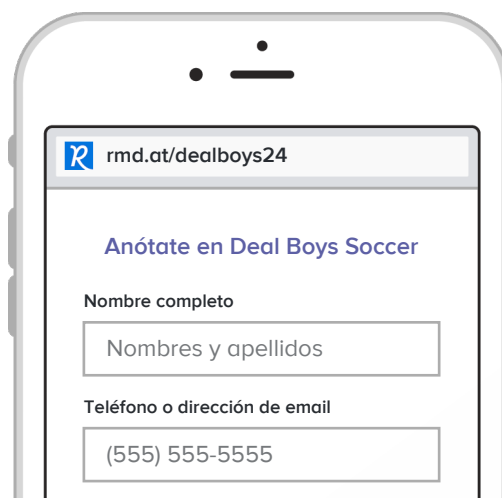 rmd.at/dealboys24
Anótate en Deal Boys Soccer
Nombre completo
Nombres y apellidos
Teléfono o dirección de email
(555) 555-5555